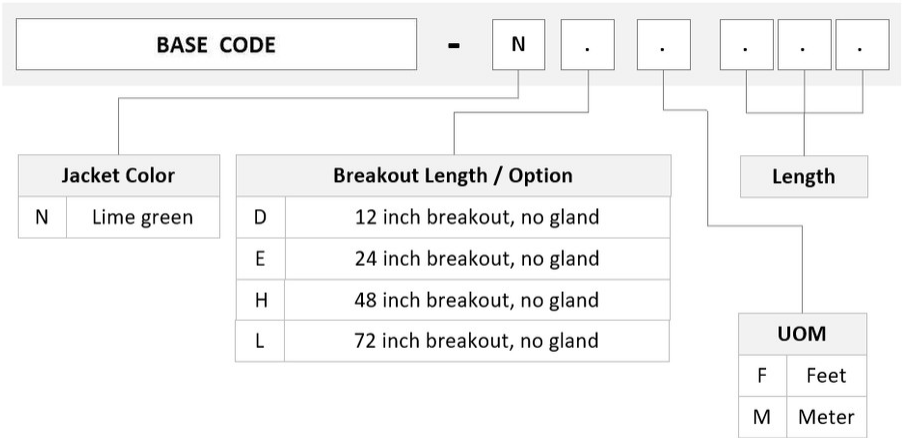 BASE CODE - N . . . . .
Jacket Color
N Lime green
Breakout Length / Option
D 12 inch breakout, no gland
E 24 inch breakout, no gland
H 48 inch breakout, no gland
L 72 inch breakout, no gland
Length
UOM
F Feet
M Meter